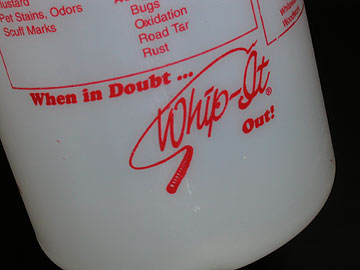 Mustard
Pet Stains, Odors
Scuff Marks
Bugs
Oxidation
Road Tar
Rust
When in Doubt ...
Whip-It®
Out!